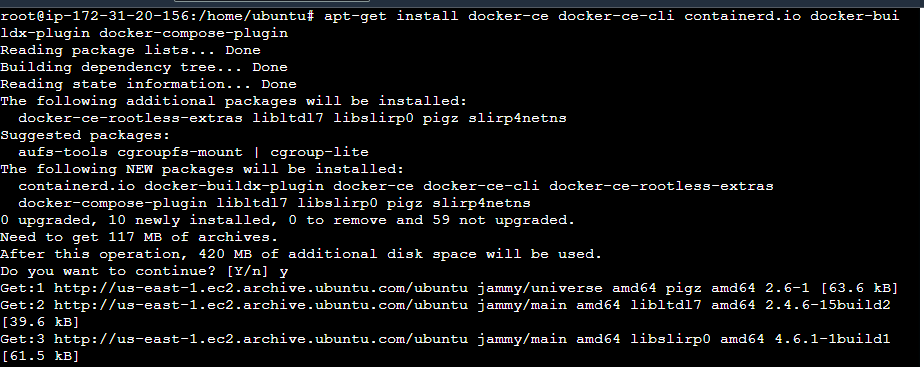 root@ip-172-31-20-156:/home/ubuntu# apt-get install docker-ce docker-ce-cli containerd.io docker-bui
ldx-plugin docker-compose-plugin
Reading package lists... Done
Building dependency tree... Done
Reading state information... Done
The following additional packages will be installed:
  docker-ce-rootless-extras libltdl7 libslirp0 pigz slirp4netns
Suggested packages:
  aufs-tools cgroupfs-mount | cgroup-lite
The following NEW packages will be installed:
  containerd.io docker-buildx-plugin docker-ce docker-ce-cli docker-ce-rootless-extras
  docker-compose-plugin libltdl7 libslirp0 pigz slirp4netns
0 upgraded, 10 newly installed, 0 to remove and 59 not upgraded.
Need to get 117 MB of archives.
After this operation, 420 MB of additional disk space will be used.
Do you want to continue? [Y/n] y
Get:1 http://us-east-1.ec2.archive.ubuntu.com/ubuntu jammy/universe amd64 pigz amd64 2.6-1 [63.6 kB]
Get:2 http://us-east-1.ec2.archive.ubuntu.com/ubuntu jammy/main amd64 libltdl7 amd64 2.4.6-15build2
[39.6 kB]
Get:3 http://us-east-1.ec2.archive.ubuntu.com/ubuntu jammy/main amd64 libslirp0 amd64 4.6.1-1build1
[61.5 kB]